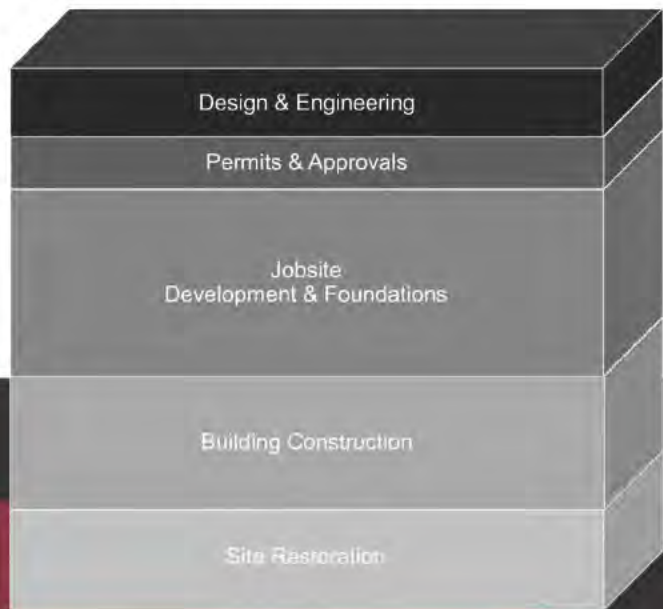 Design & Engineering
Permits & Approvals
Jobsite
Development & Foundations
Building Construction
Site Restoration